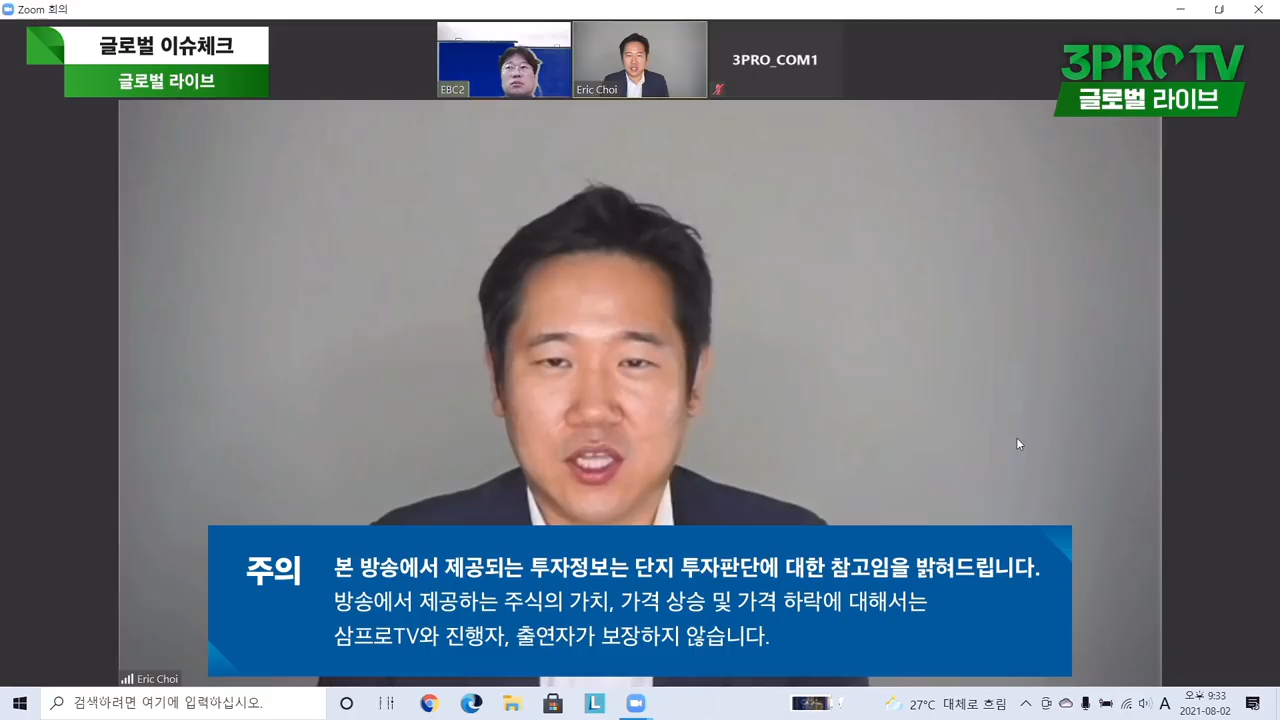 Zoom 회의
글로벌 이슈체크
글로벌 라이브
EBC2
Eric Choi
3PRO_COM1
3PRO TV
글로벌 라이브
주의
본 방송에서 제공되는 투자정보는 단지 투자판단에 대한 참고임을 밝혀드립니다.
방송에서 제공하는 주식의 가치, 가격 상승 및 가격 하락에 대해서는
삼프로TV와 진행자, 출연자가 보장하지 않습니다.
Eric Choi
검색하려면 여기에 입력하십시오.
L
27°C 대체로 흐림
A
오후 9:33
2021-08-02